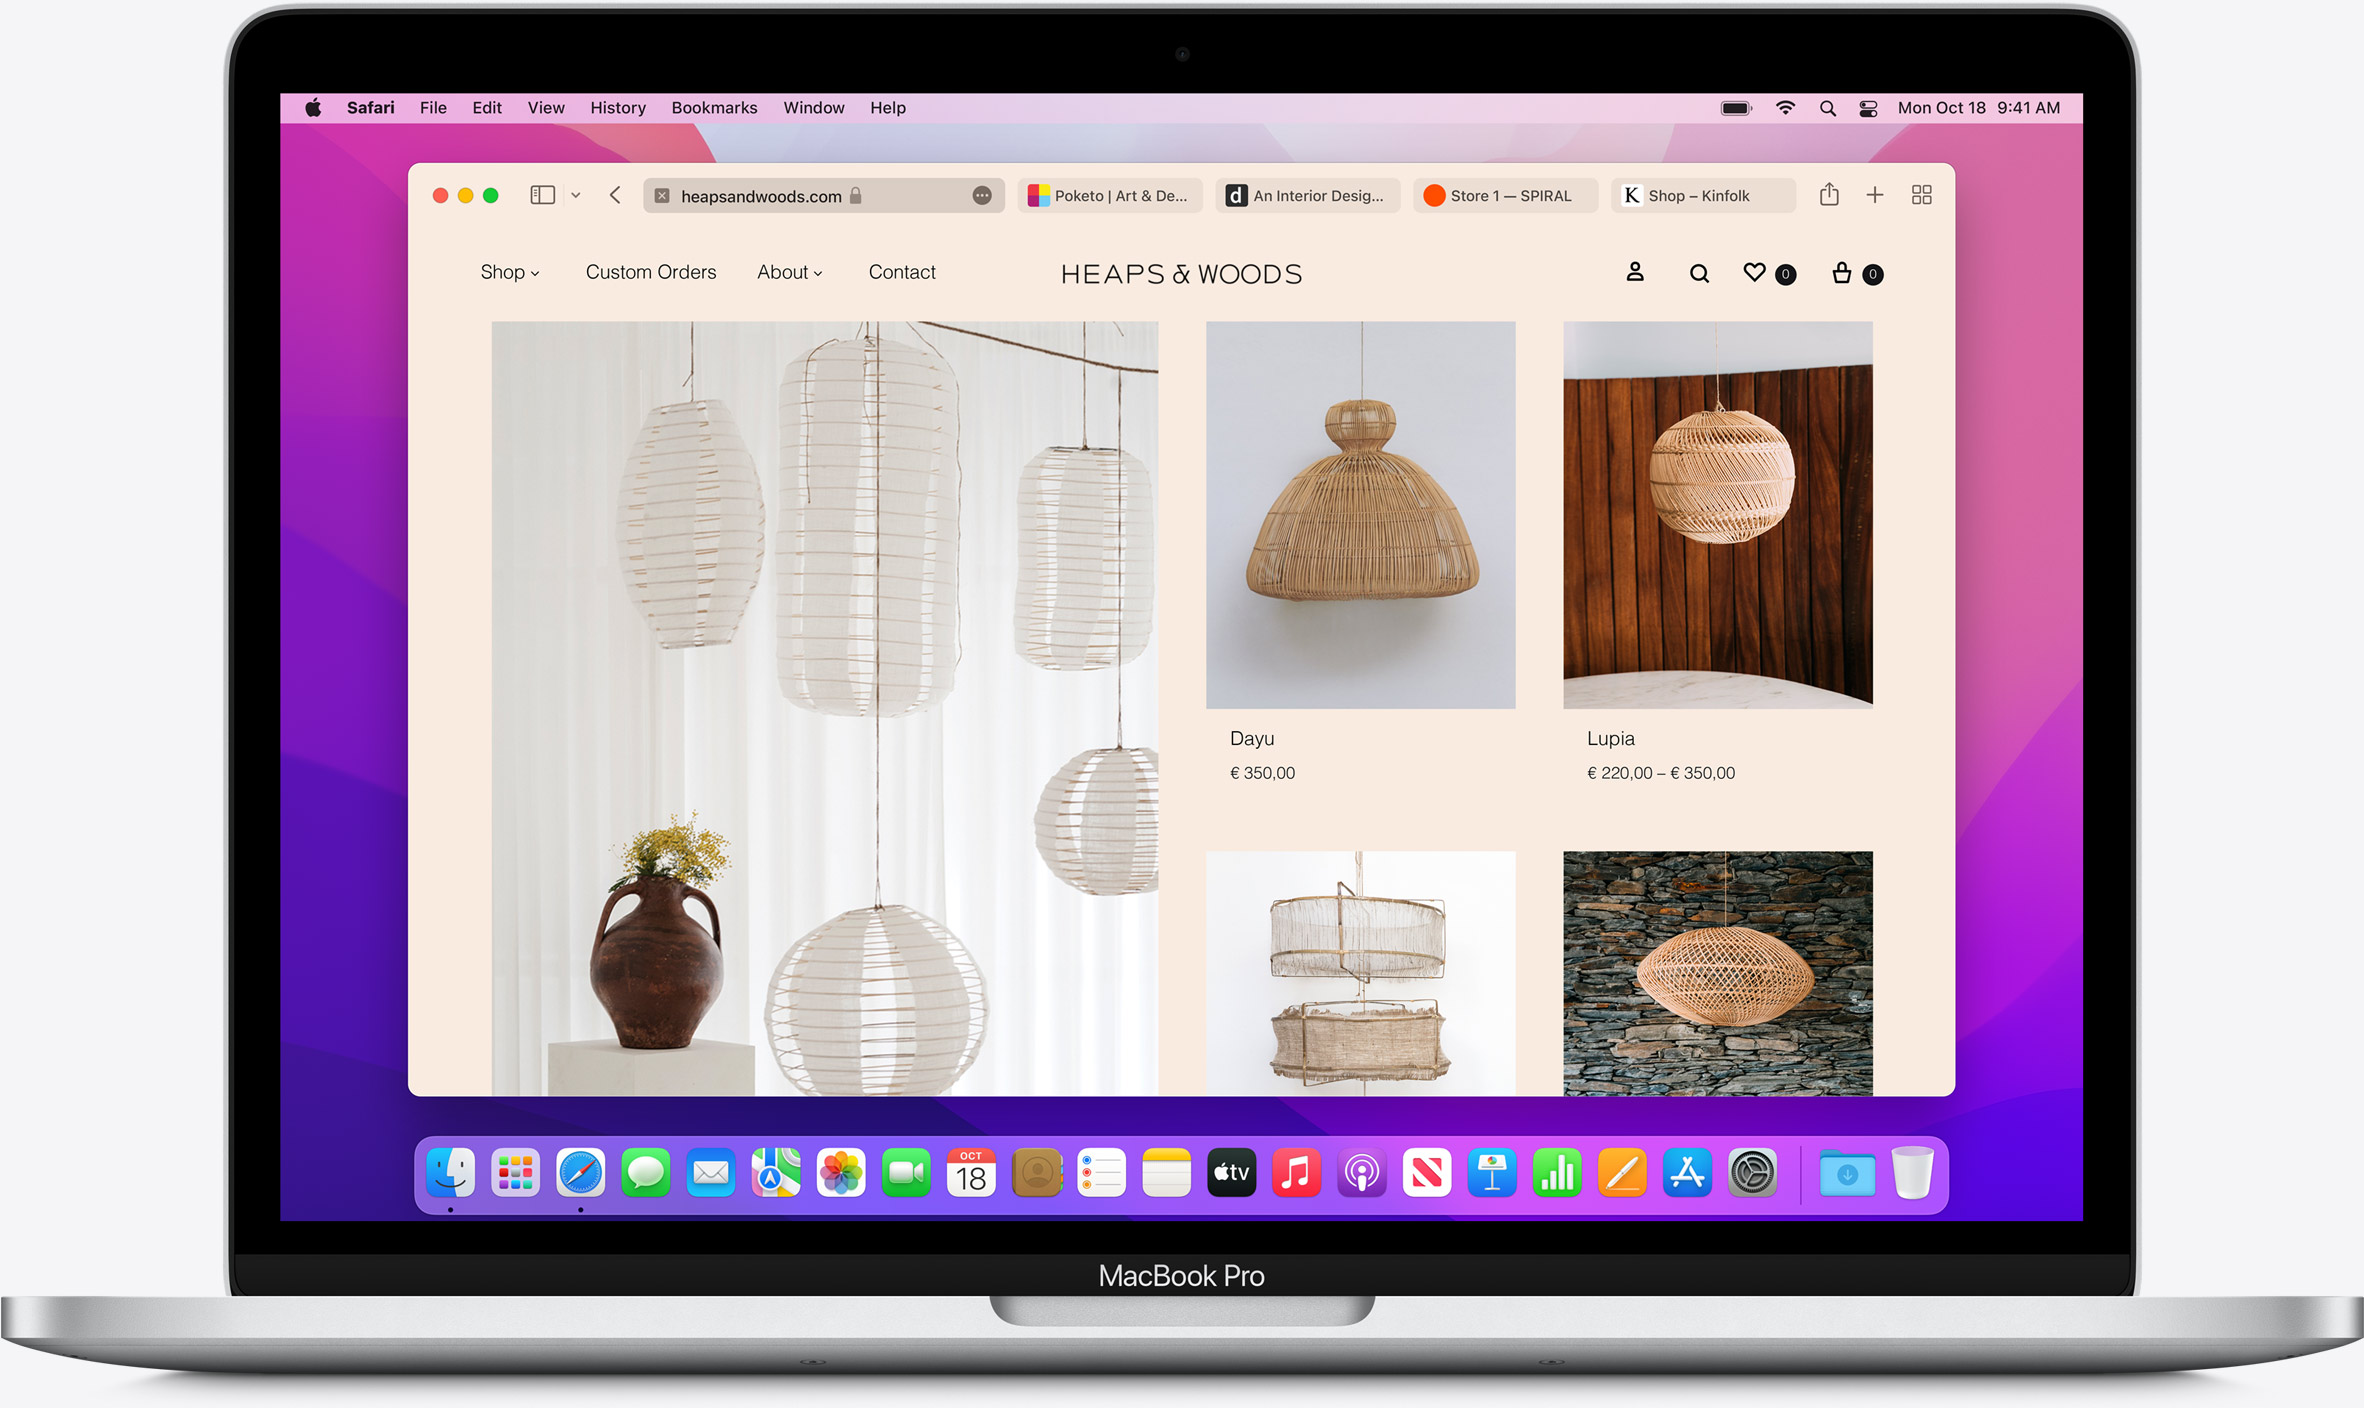 Safari File Edit View History Bookmarks Window Help Mon Oct 18 9:41 AM
heapsandwoods.com Poketo | Art & De... d An Interior Desig... Store 1 — SPIRAL K Shop – Kinfolk
Shop Custom Orders About Contact HEAPS & WOODS 0 0
Dayu Lupia
€ 350,00 € 220,00 – € 350,00
OCT
18
tv
MacBook Pro